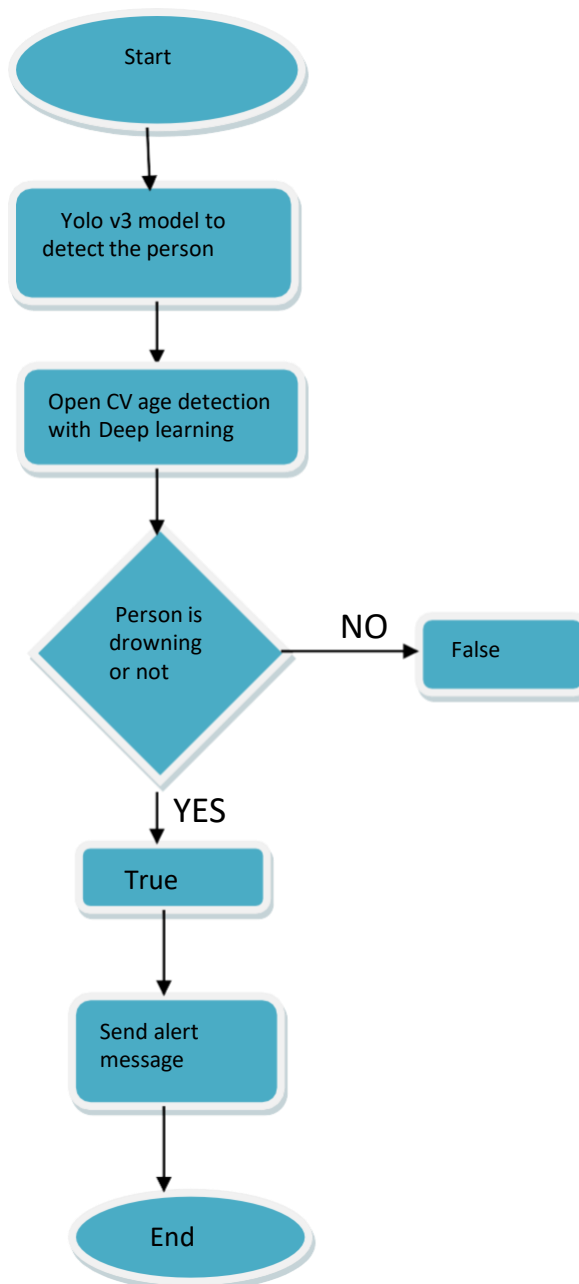 Start
Yolo v3 model to
detect the person
Open CV age detection
with Deep learning
Person is
drowning
or not
NO
False
YES
True
Send alert
message
End